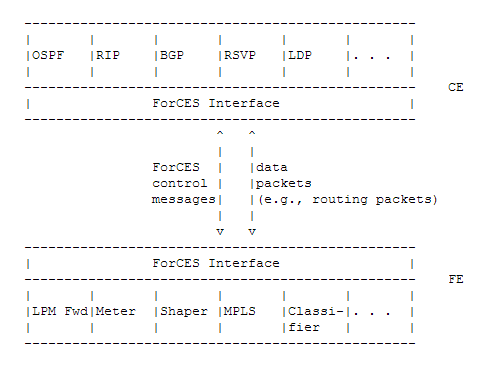 OSPF RIP BGP RSVP LDP . . .
CE
ForCES Interface
ForCES data
control packets
messages (e.g., routing packets)
ForCES Interface
FE
LPM Fwd Meter Shaper MPLS Classi- . . .
fier